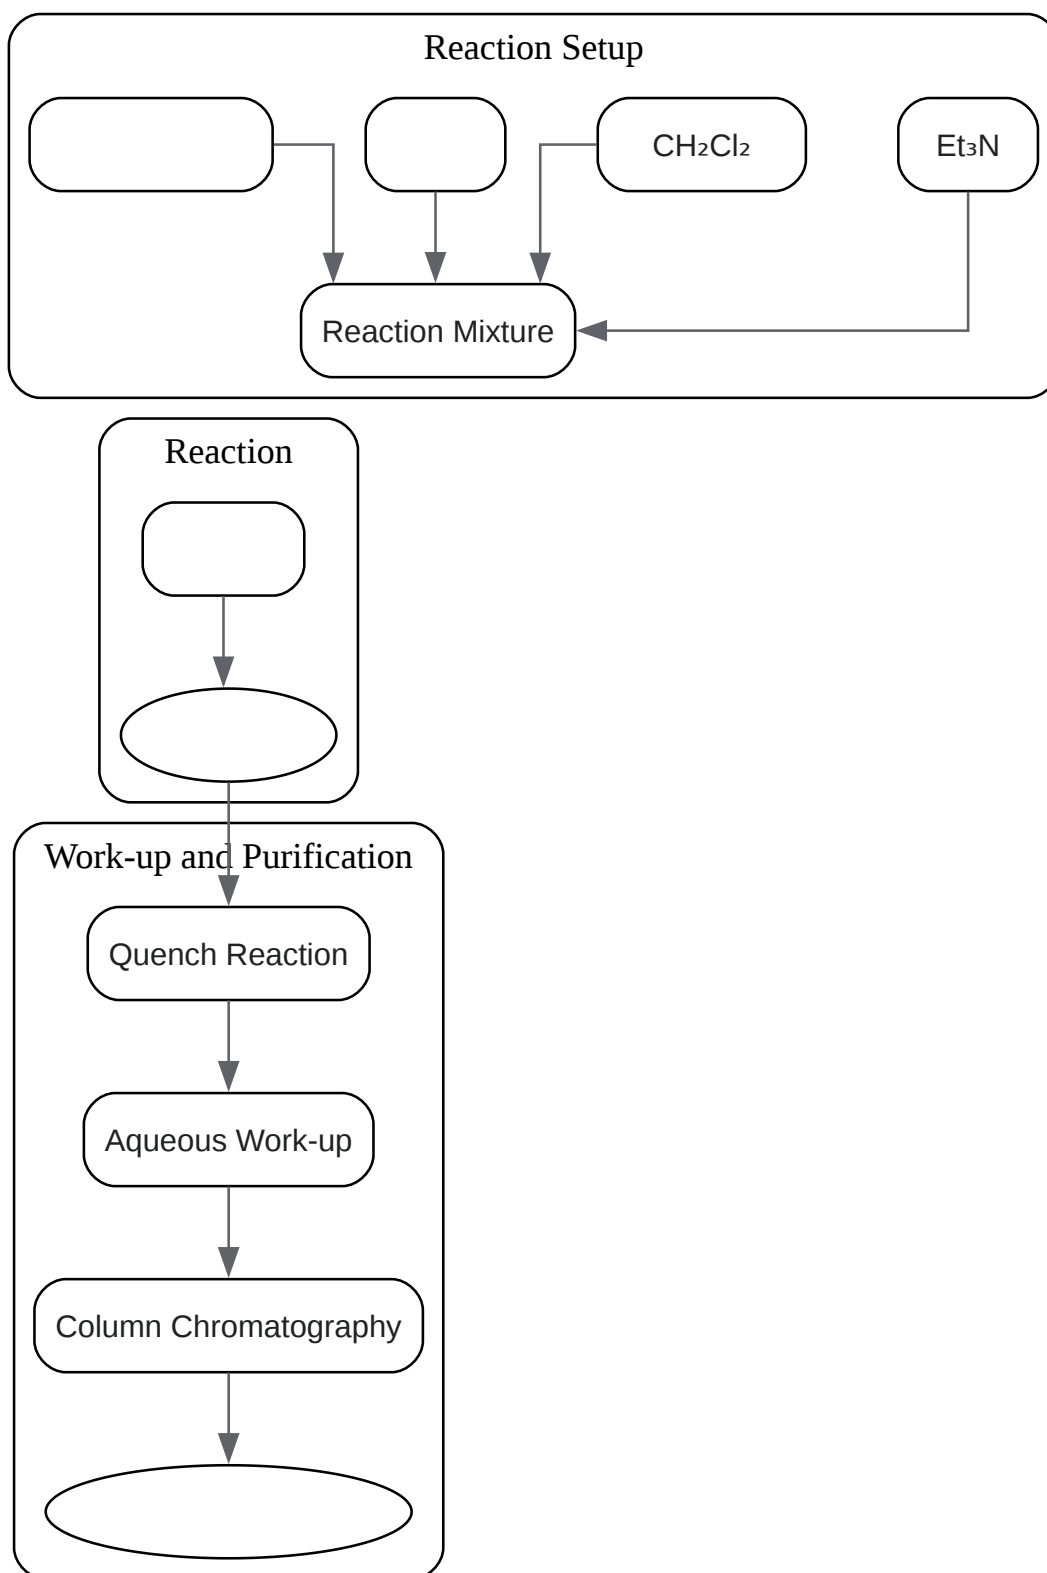 Reaction Setup
CH₂Cl₂
Et₃N
Reaction Mixture
Reaction
Work-up and Purification
Quench Reaction
Aqueous Work-up
Column Chromatography